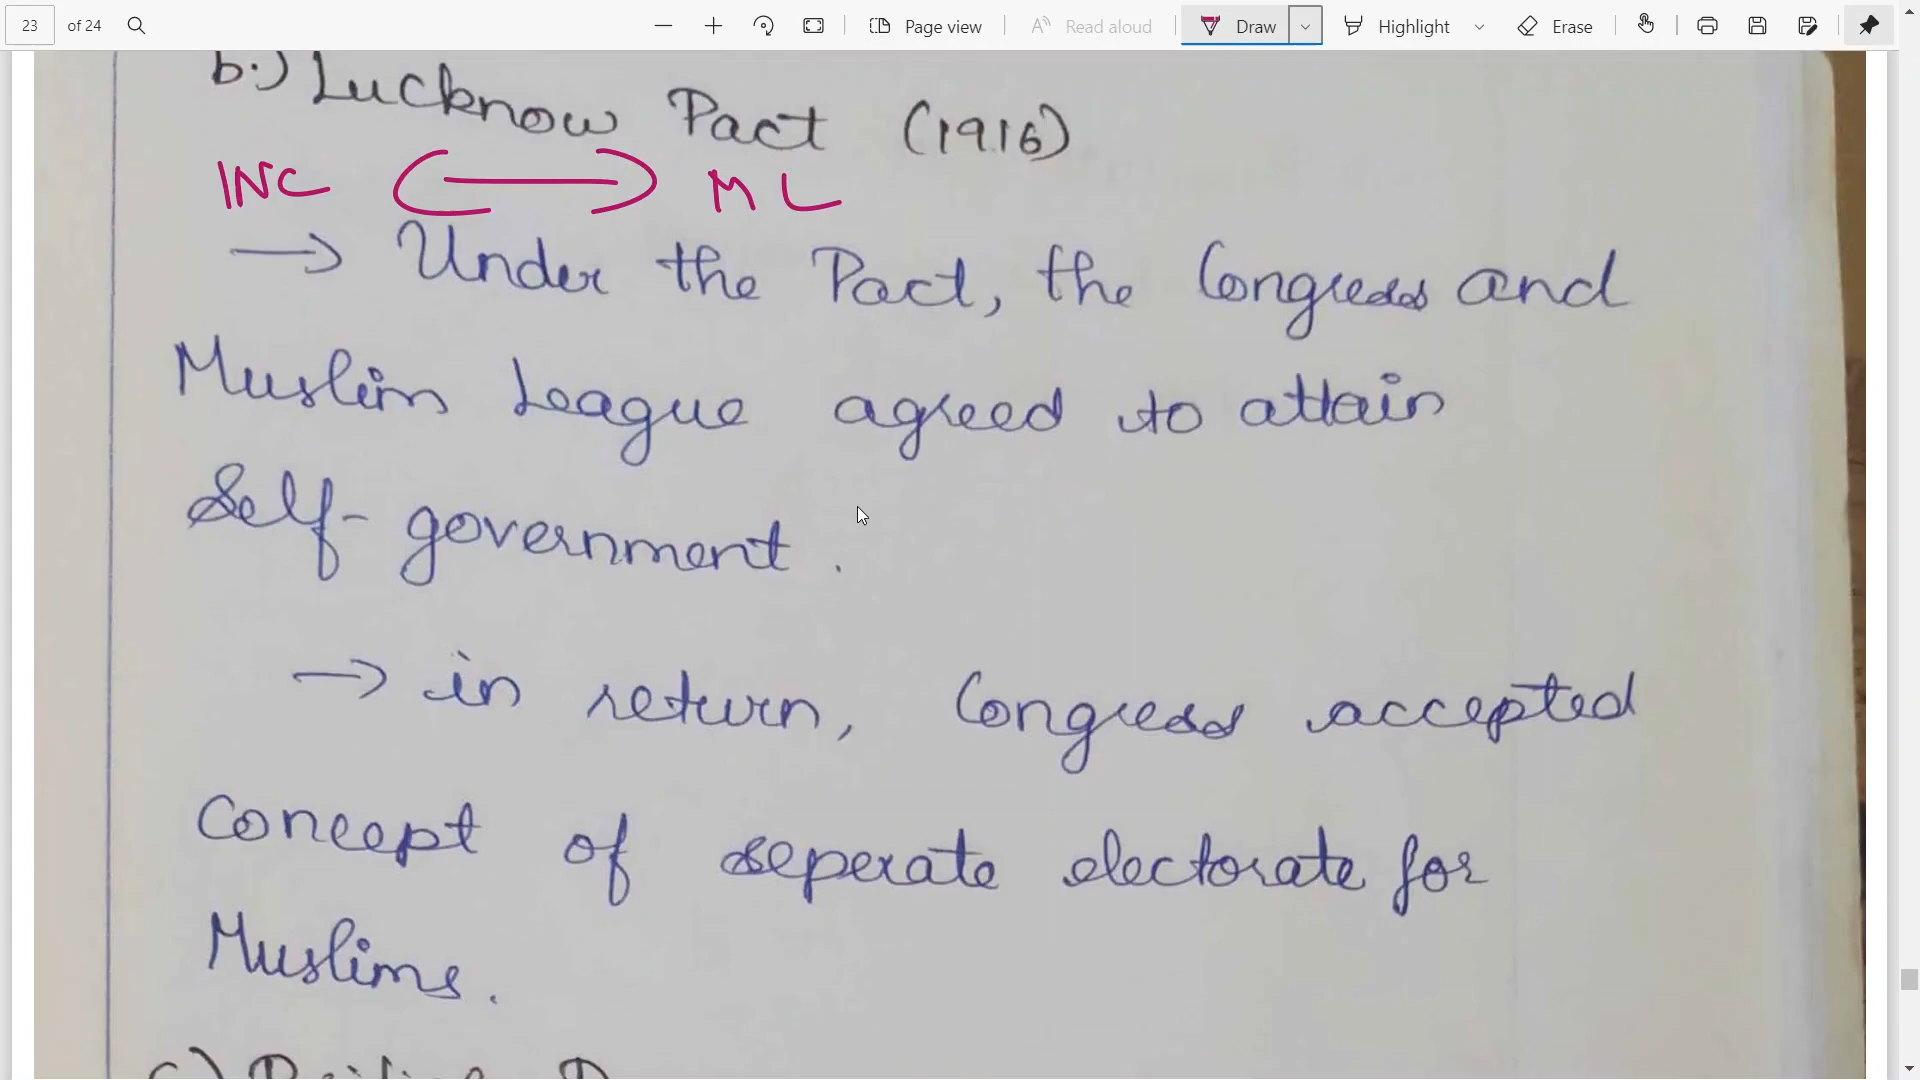 23 of 24 Page view Read aloud Draw Highlight Erase
b.) Lucknow Pact (1916)
INC ML
→ Under the Pact, the Congress and
Muslim League agreed to attain
Self-government.
→ in return, Congress accepted
Concept of seperate electorate for
Muslims.